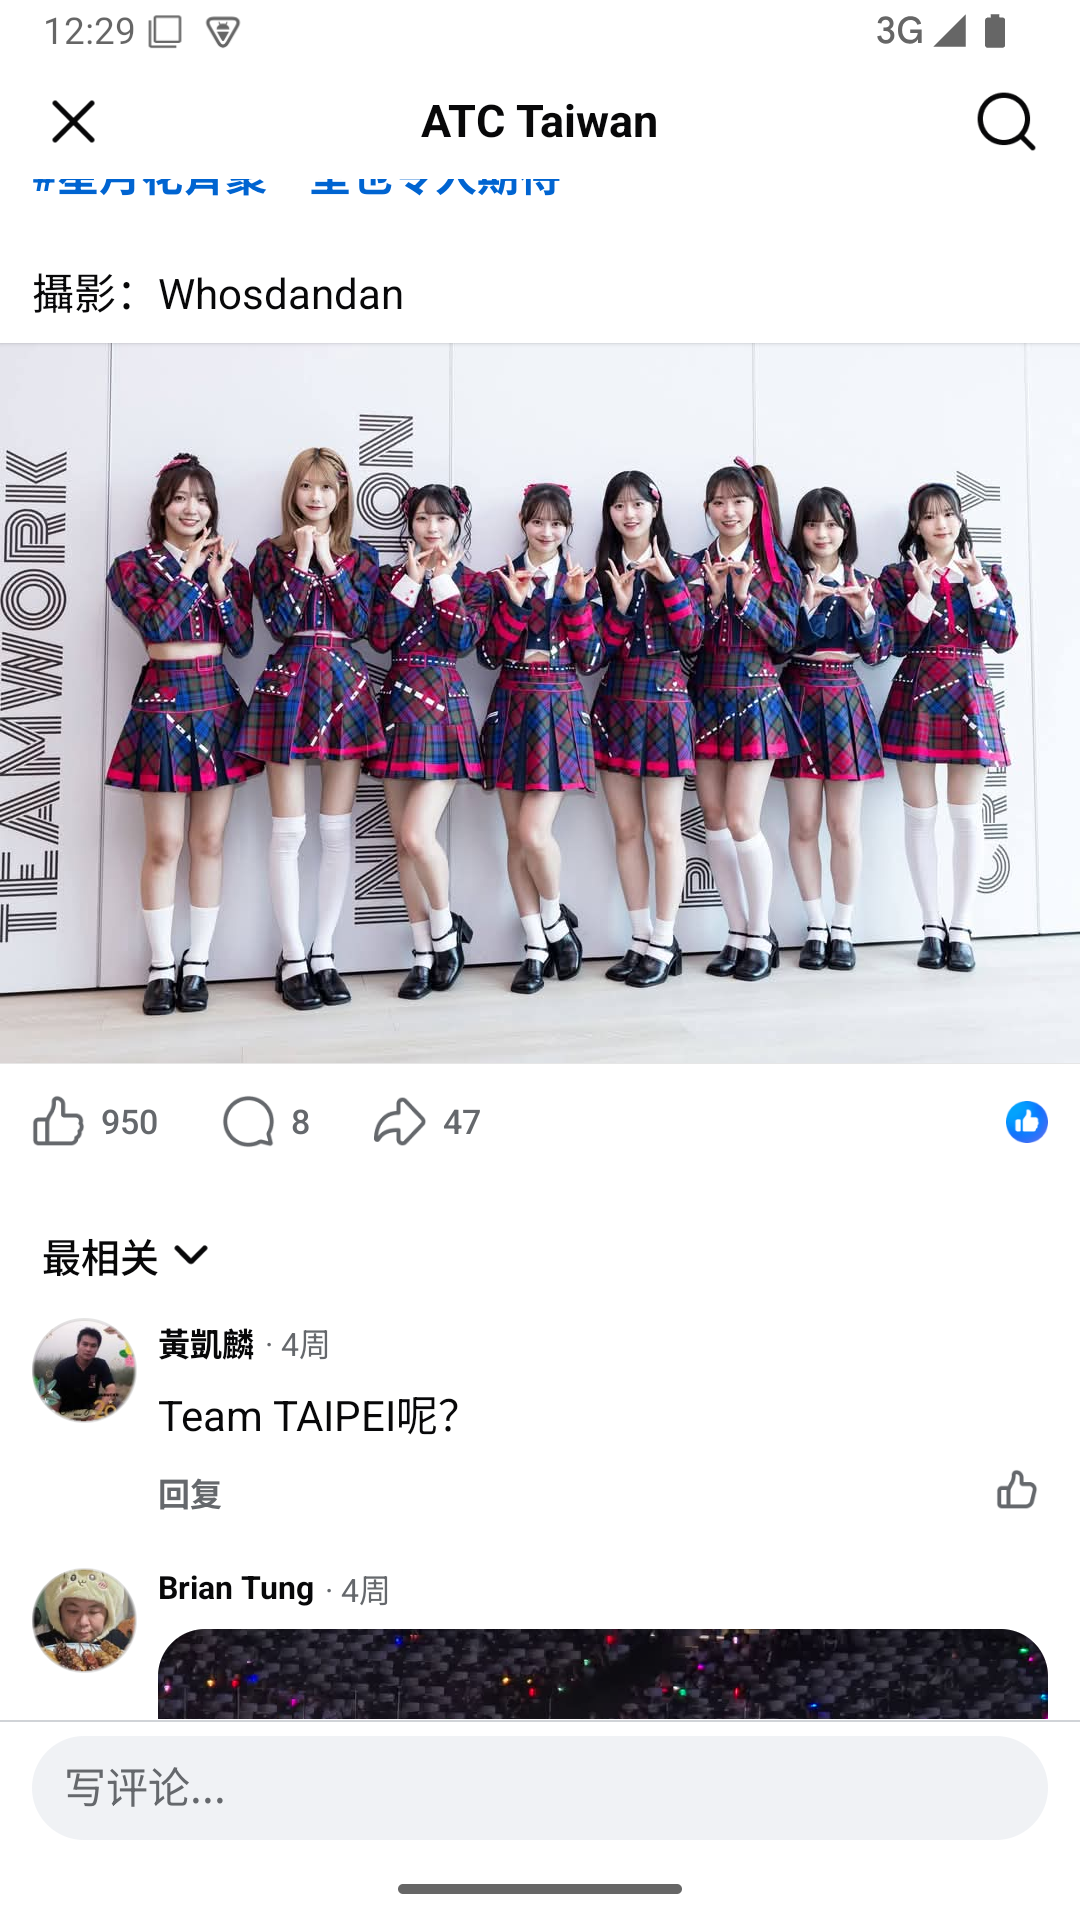 12:29
3G
ATC Taiwan
攝影：Whosdandan
TEAMWORK
950
8
47
最相关
黃凱麟 · 4周
Team TAIPEI呢？
回复
Brian Tung · 4周
写评论...